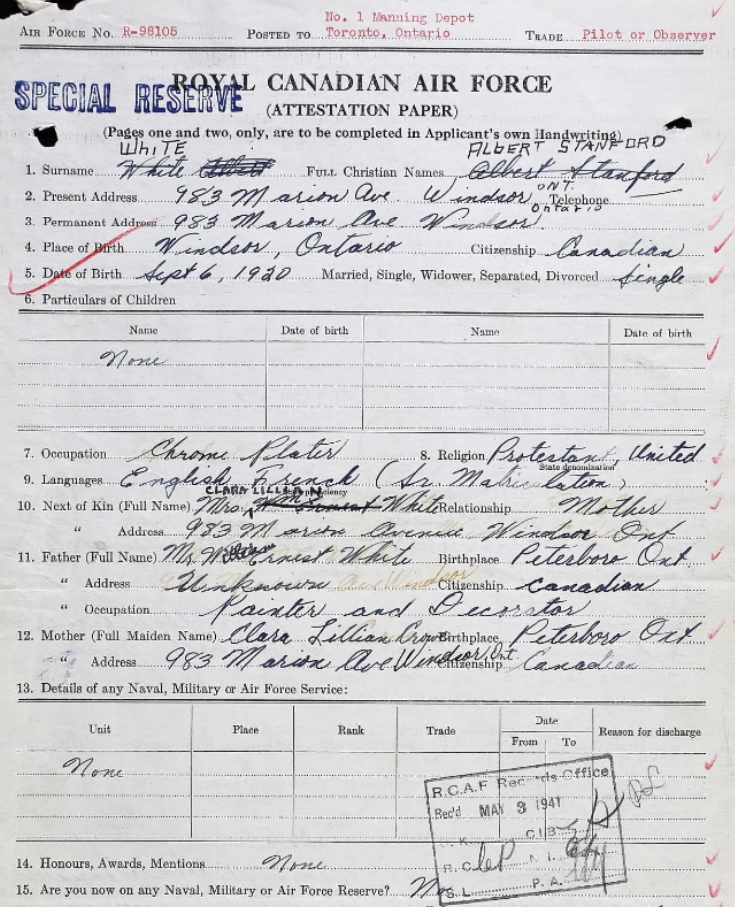 No. 1 Manning Depot
AIR FORCE No. R-98105 POSTED TO Toronto, Ontario TRADE Pilot or Observer
SPECIAL RESERVE
ROYAL CANADIAN AIR FORCE
(ATTESTATION PAPER)
(Pages one and two, only, are to be completed in Applicant's own Handwriting)
WHITE ALBERT STANFORD
1. Surname White Albert FULL CHRISTIAN NAMES Albert Stanford
2. Present Address 983 Marion Ave. Windsor ONT. Telephone
Ontario
3. Permanent Address 983 Marion Ave Windsor
4. Place of Birth Windsor, Ontario Citizenship Canadian
5. Date of Birth Sept 6, 1920 Married, Single, Widower, Separated, Divorced Single
6. Particulars of Children
Name Date of birth Name Date of birth
None
7. Occupation Chrome Plater 8. Religion Protestant, United
State denomination
9. Languages English French (Sr. Matriculation)
CLARA LILLIAN
10. Next of Kin (Full Name) Mrs. Wm. Ernest White Relationship Mother
" Address 983 Marion Avenue Windsor Ont
11. Father (Full Name) Mr. William Ernest White Birthplace Peterboro Ont.
" Address Unknown Ave Windsor Citizenship Canadian
" Occupation Painter and Decorator
12. Mother (Full Maiden Name) Clara Lillian Birthplace Peterboro Ont
" Address 983 Marion Ave Windsor, Ont. Citizenship Canadian
13. Details of any Naval, Military or Air Force Service:
Unit Place Rank Trade Date Reason for discharge
From To
None
R.C.A.F Records Office
Rec'd MAY 3 1941
C.I.B.
R.C. N.I.
S.L. P.A.
14. Honours, Awards, Mentions None
15. Are you now on any Naval, Military or Air Force Reserve? No